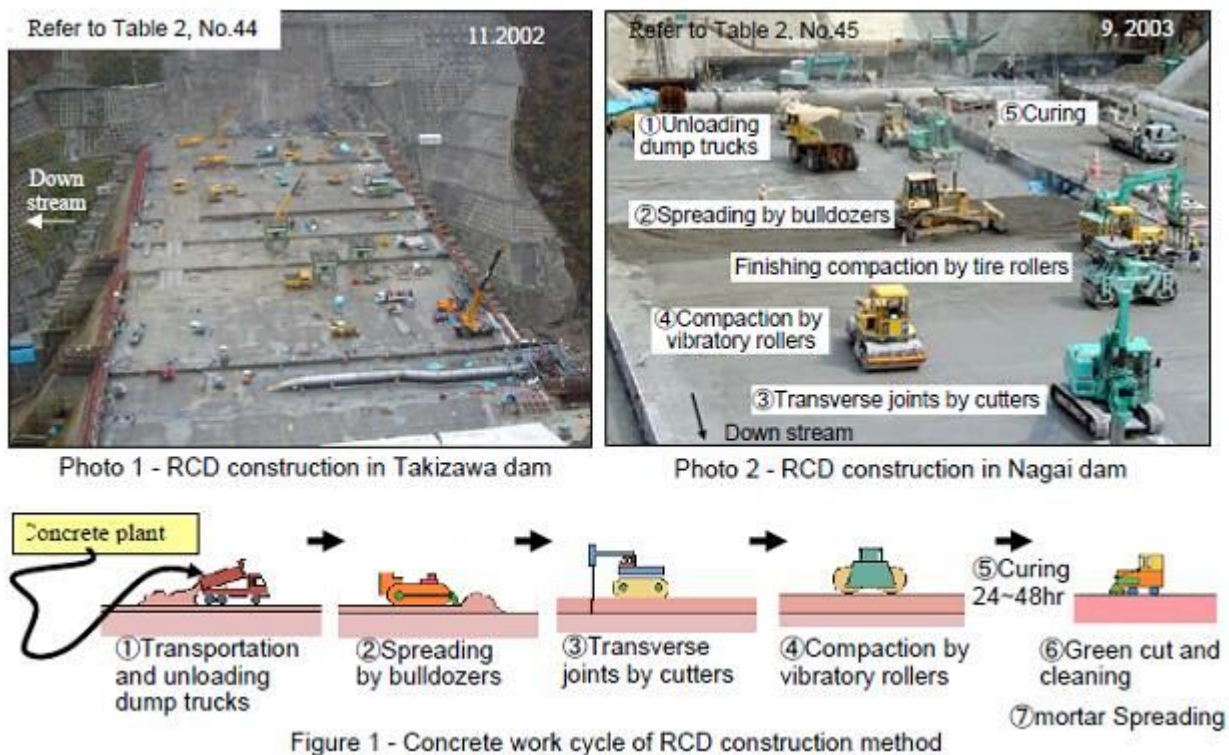 Refer to Table 2, No.44
11.2002
Down
stream
Photo 1 - RCD construction in Takizawa dam
Refer to Table 2, No.45
9. 2003
①Unloading
dump trucks
⑤Curing
②Spreading by bulldozers
Finishing compaction by tire rollers
④Compaction by
vibratory rollers
③Transverse joints by cutters
Down stream
Photo 2 - RCD construction in Nagai dam
Concrete plant
①Transportation
and unloading
dump trucks
②Spreading
by bulldozers
③Transverse
joints by cutters
④Compaction by
vibratory rollers
⑤Curing
24~48hr
⑥Green cut and
cleaning
⑦mortar Spreading
Figure 1 - Concrete work cycle of RCD construction method